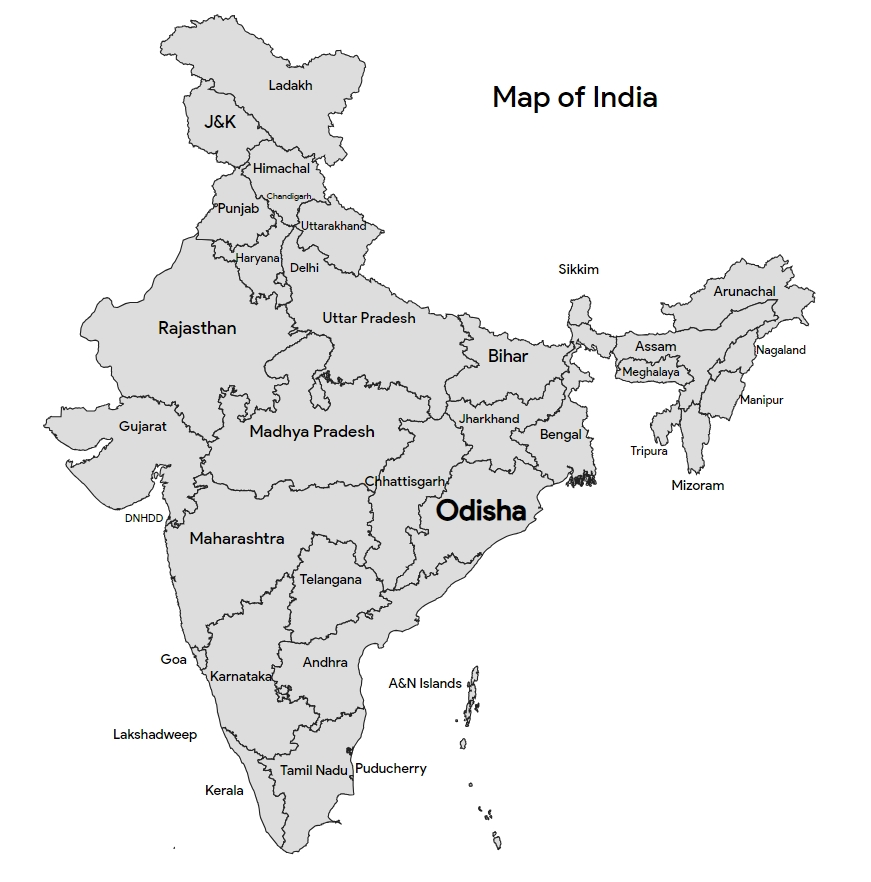 Ladakh
Map of India
J&K
Himachal
Chandigarh
Punjab
Uttarakhand
Haryana
Delhi
Sikkim
Arunachal
Rajasthan
Uttar Pradesh
Assam
Nagaland
Bihar
Meghalaya
Manipur
Gujarat
Jharkhand
Madhya Pradesh
Bengal
Tripura
Chhattisgarh
Mizoram
Odisha
DNHDD
Maharashtra
Telangana
Goa
Andhra
Karnataka
A&N Islands
Lakshadweep
Tamil Nadu
Puducherry
Kerala